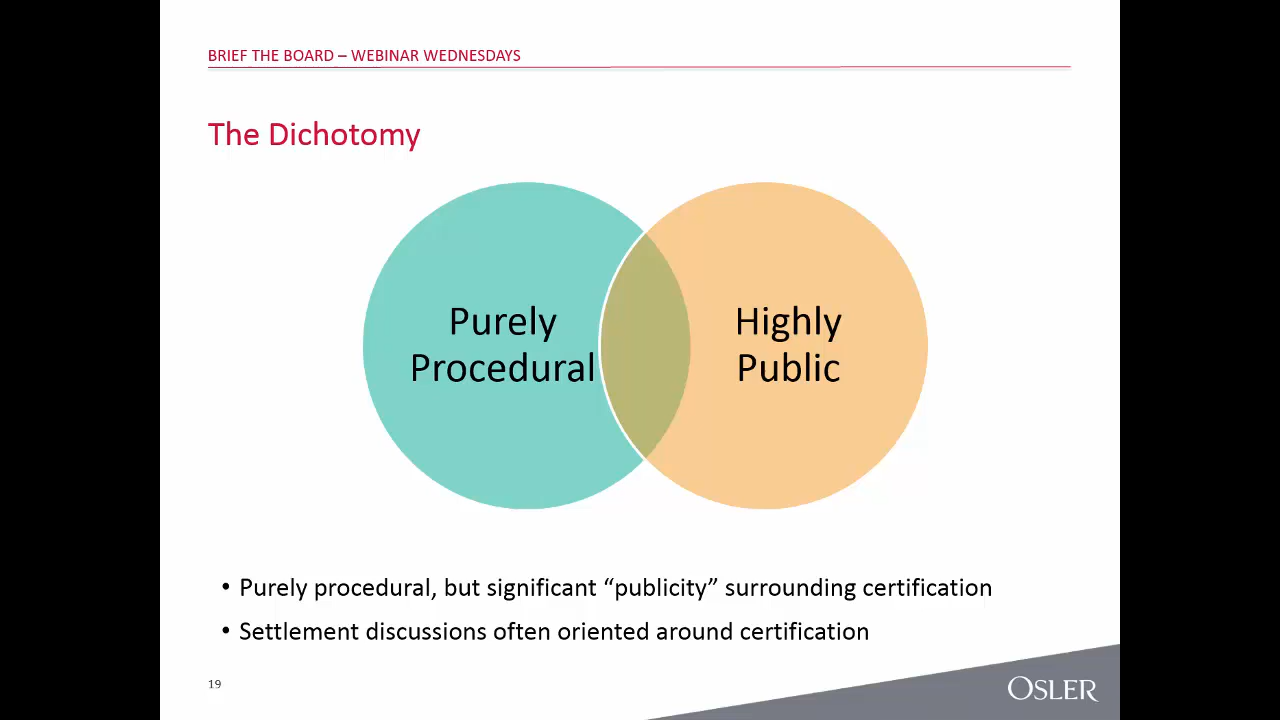 BRIEF THE BOARD – WEBINAR WEDNESDAYS
The Dichotomy
Purely
Procedural
Highly
Public
• Purely procedural, but significant “publicity” surrounding certification
• Settlement discussions often oriented around certification
19
OSLER